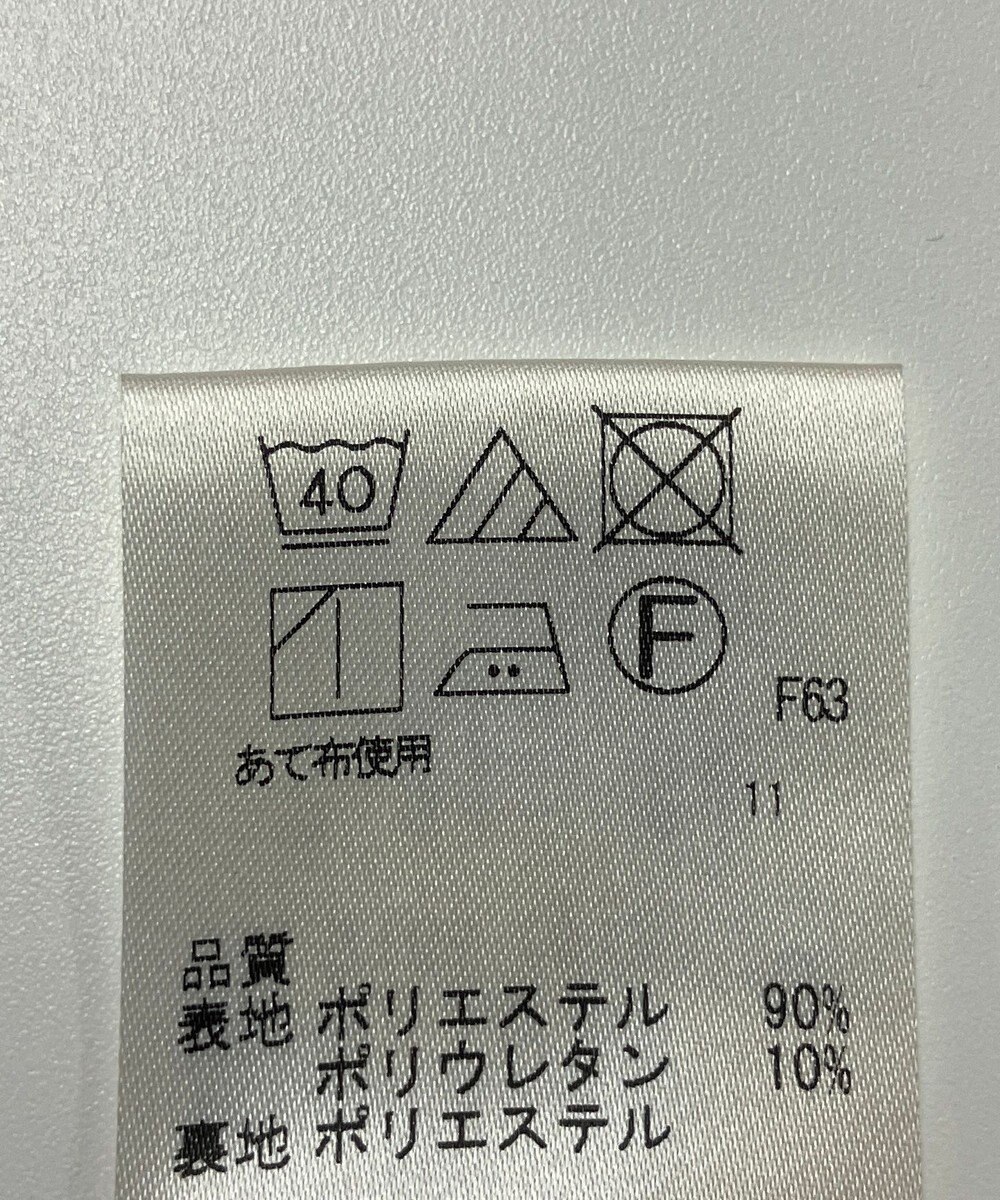 40
F
F63
あて布使用
11
品質
表地 ポリエステル 90%
ポリウレタン 10%
裏地 ポリエステル